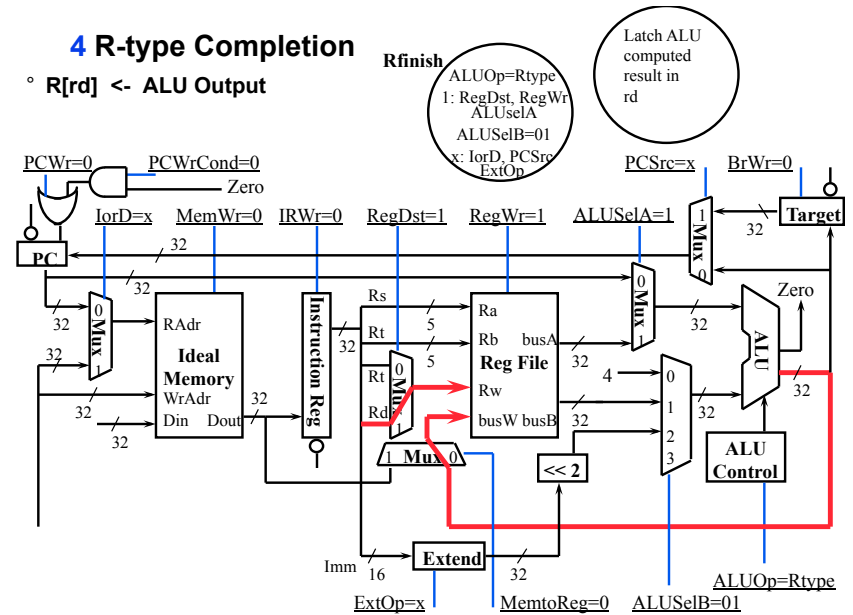 4 R-type Completion
° R[rd] <- ALU Output
Rfinish
ALUOp=Rtype
1: RegDst, RegWr
ALUselA
ALUSelB=01
x: IorD, PCSrc
ExtOp
Latch ALU
computed
result in
rd
PCWr=0
PCWrCond=0
Zero
PCSrc=x
BrWr=0
IorD=x
MemWr=0
IRWr=0
RegDst=1
RegWr=1
ALUSelA=1
1
Mux
0
32
Target
PC
32
32
32
0
Mux
1
32
RAdr
Ideal
Memory
WrAdr
Din
Dout
32
32
32
Instruction Reg
32
Rs
Rt
5
5
Rt
Rd
0
Mux
1
1 Mux 0
Ra
Rb
busA
Reg File
Rw
busW
busB
32
32
0
Mux
1
32
4
0
1
2
3
32
<< 2
ALU
Zero
32
ALU
Control
Imm
16
Extend
32
ExtOp=x
MemtoReg=0
ALUSelB=01
ALUOp=Rtype